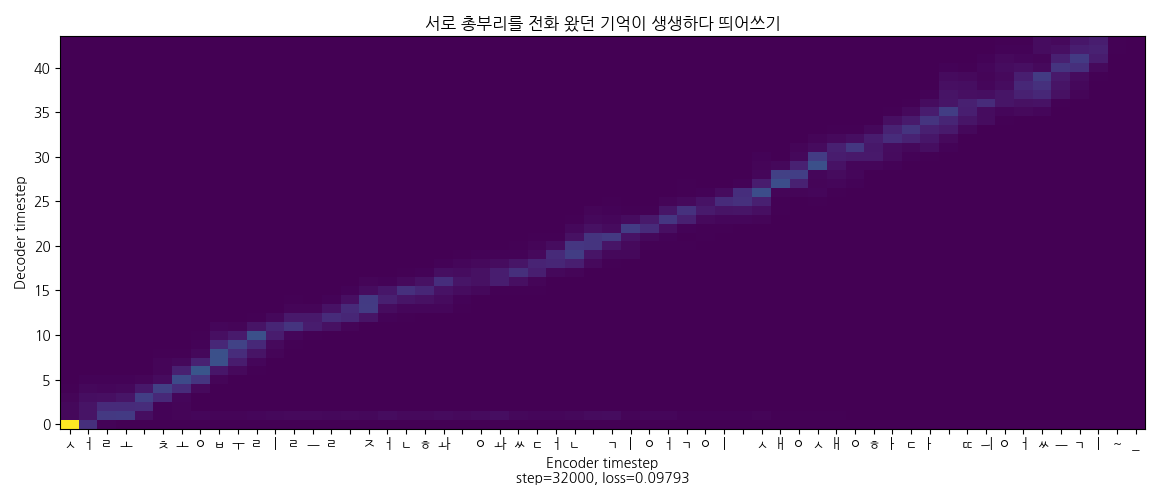 서로 총부리를 전화 왔던 기억이 생생하다 띄어쓰기
Decoder timestep
40
35
30
25
20
15
10
5
0
ㅅ ㅓ ㄹ ㅗ ㅊ ㅗ ㅇ ㅂ ㅜ ㄹ ㅣ ㄹ ㅡ ㄹ ㅈ ㅓ ㄴ ㅎ ㅘ ㅇ ㅘ ㅆ ㄷ ㅓ ㄴ ㄱ ㅣ ㅇ ㅓ ㄱ ㅇ ㅣ ㅅ ㅐ ㅇ ㅅ ㅐ ㅇ ㅎ ㅏ ㄷ ㅏ ㄸ ㅢ ㅇ ㅓ ㅆ ㅡ ㄱ ㅣ ~ _
Encoder timestep
step=32000, loss=0.09793